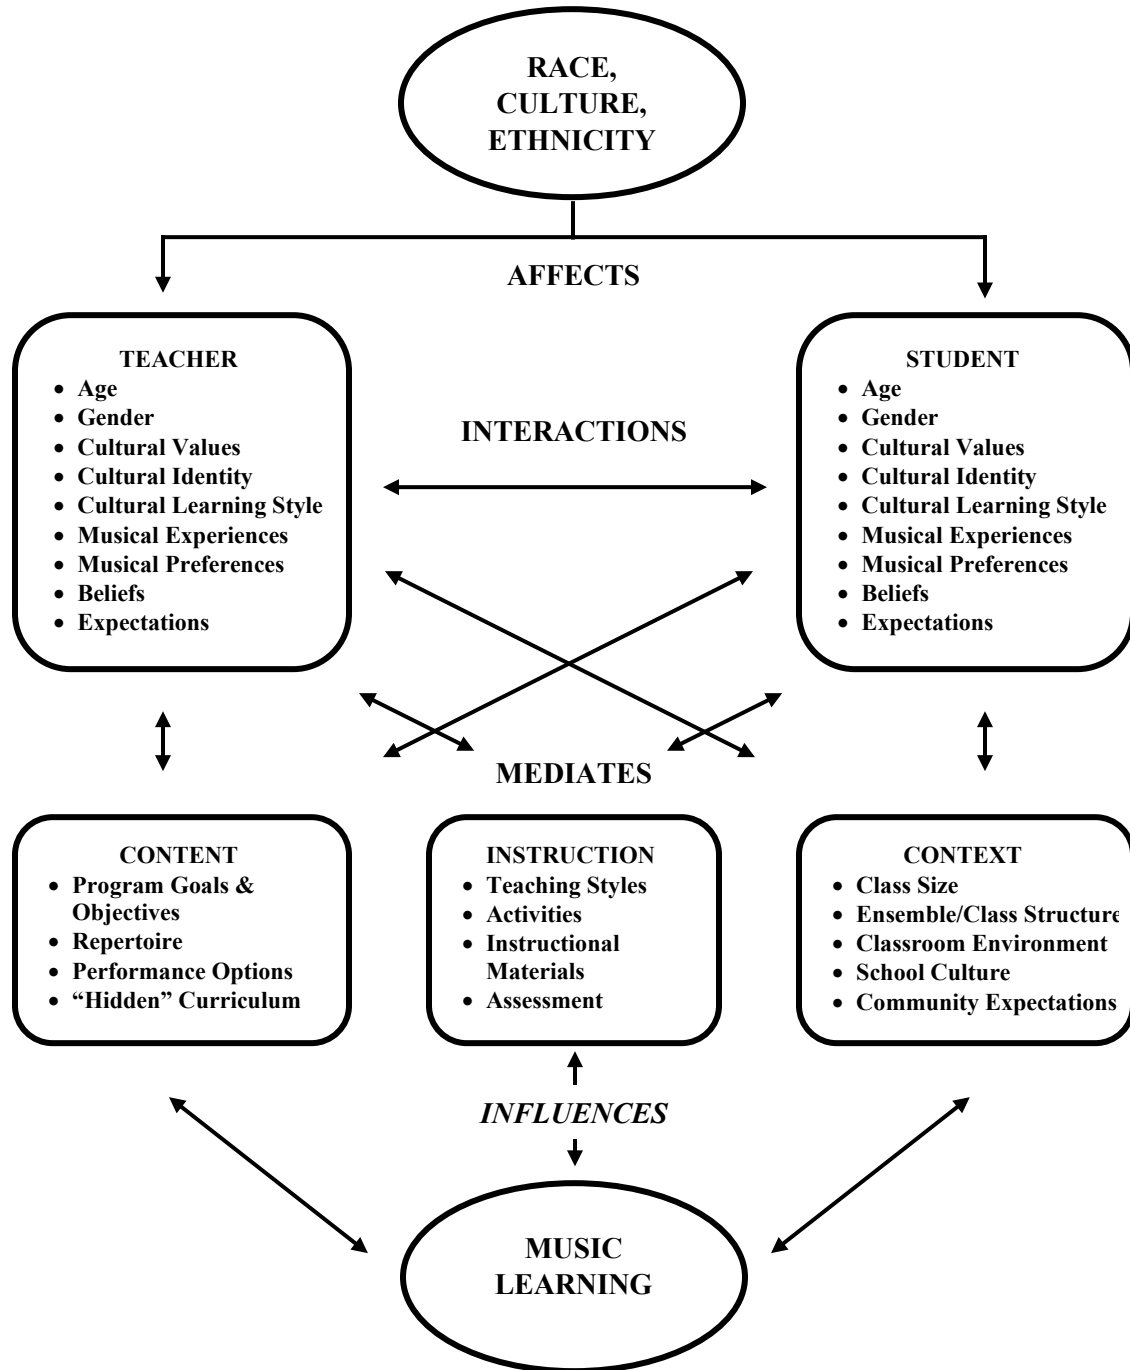 RACE,
CULTURE,
ETHNICITY
AFFECTS
TEACHER
• Age
• Gender
• Cultural Values
• Cultural Identity
• Cultural Learning Style
• Musical Experiences
• Musical Preferences
• Beliefs
• Expectations
INTERACTIONS
STUDENT
• Age
• Gender
• Cultural Values
• Cultural Identity
• Cultural Learning Style
• Musical Experiences
• Musical Preferences
• Beliefs
• Expectations
MEDIATES
CONTENT
• Program Goals &
Objectives
• Repertoire
• Performance Options
• “Hidden” Curriculum
INSTRUCTION
• Teaching Styles
• Activities
• Instructional
Materials
• Assessment
CONTEXT
• Class Size
• Ensemble/Class Structure
• Classroom Environment
• School Culture
• Community Expectations
INFLUENCES
MUSIC
LEARNING